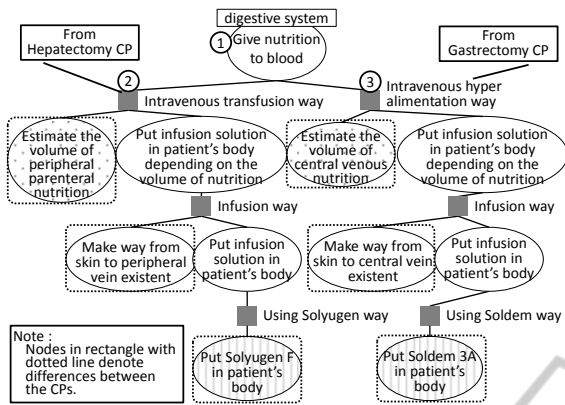 digestive system
From
Hepatectomy CP
1
Give nutrition
to blood
From
Gastrectomy CP
2
Intravenous transfusion way
3
Intravenous hyper
alimentation way
Estimate the
volume of
peripheral
parenteral
nutrition
Put infusion solution
in patient's body
depending on the
volume of nutrition
Estimate the
volume of
central venous
nutrition
Put infusion solution
in patient's body
depending on the
volume of nutrition
Infusion way
Infusion way
Make way from
skin to peripheral
vein existent
Put infusion
solution in
patient's body
Make way from
skin to central vein
existent
Put infusion
solution in
patient's body
Using Solyugen way
Using Soldem way
Note :
Nodes in rectangle with
dotted line denote
differences between
the CPs.
Put Solyugen F
in patient's
body
Put Soldem 3A
in patient's
body